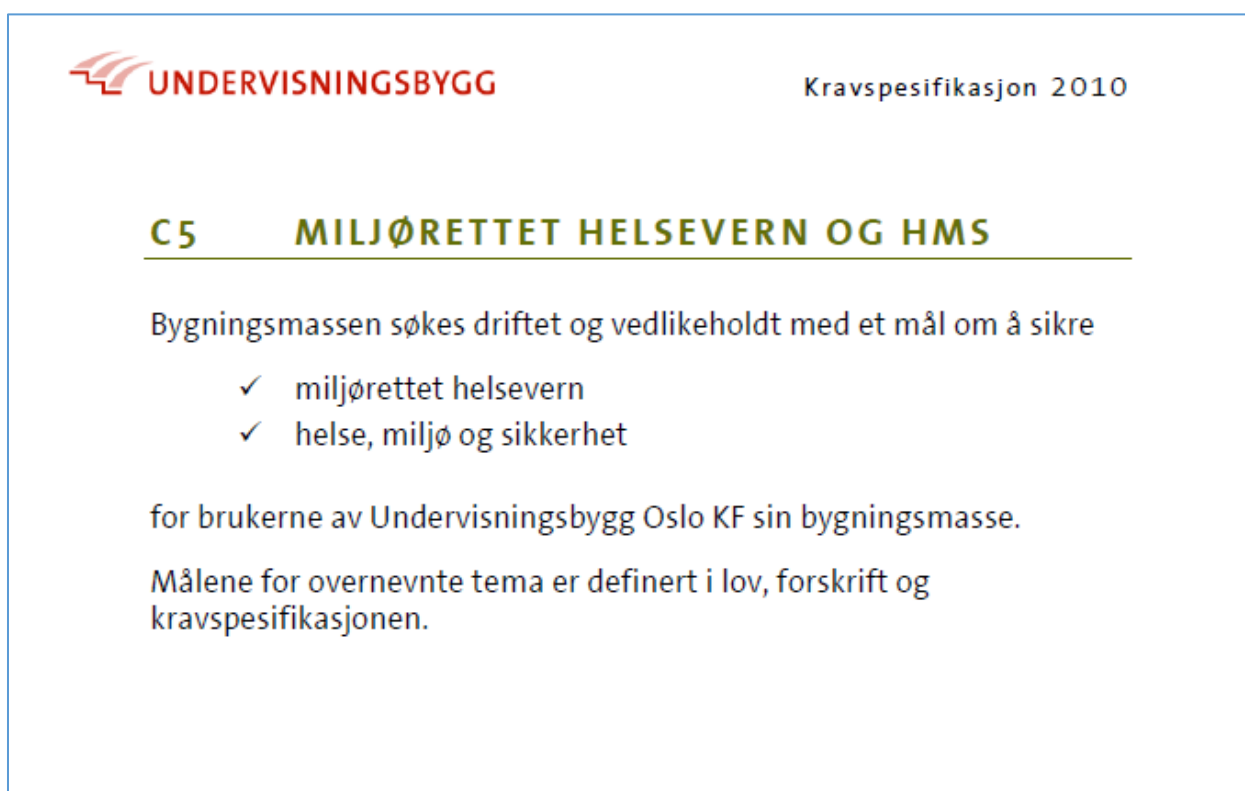 UNDERVISNINGSBYGG
Kravspesifikasjon 2010
C5 MILJØRETTET HELSEVERN OG HMS
Bygningsmassen søkes driftet og vedlikeholdt med et mål om å sikre
✓ miljørettet helsevern
✓ helse, miljø og sikkerhet
for brukerne av Undervisningsbygg Oslo KF sin bygningsmasse.
Målene for overnevnte tema er definert i lov, forskrift og
kravspesifikasjonen.